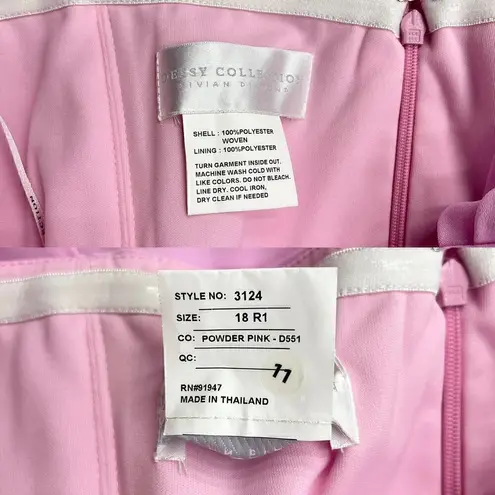 DESSY COLLECTION
VIVIAN DIAMOND
SHELL : 100%POLYESTER
WOVEN
LINING : 100%POLYESTER
TURN GARMENT INSIDE OUT.
MACHINE WASH COLD WITH
LIKE COLORS. DO NOT BLEACH.
LINE DRY. COOL IRON,
DRY CLEAN IF NEEDED
STYLE NO: 3124
SIZE: 18 R1
CO: POWDER PINK - D551
QC: 77
RN#91947
MADE IN THAILAND